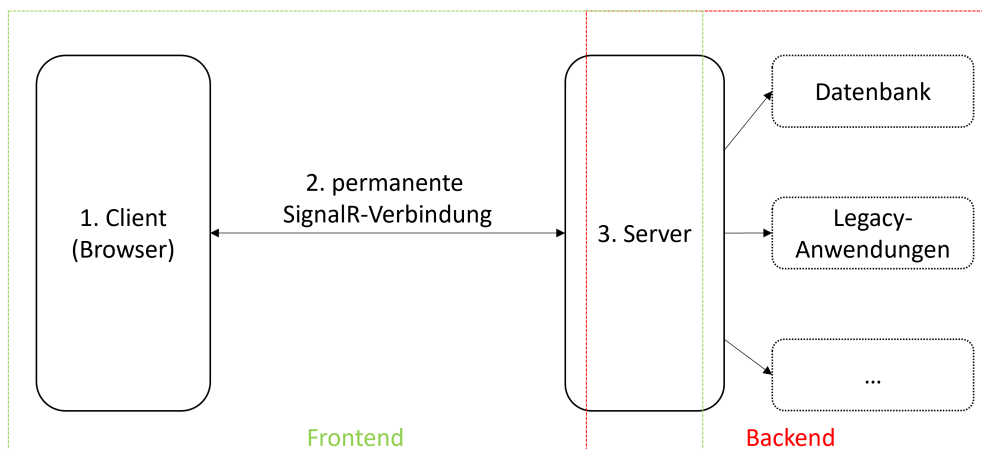 1. Client
(Browser)
2. permanente
SignalR-Verbindung
3. Server
Datenbank
Legacy-
Anwendungen
...
Frontend
Backend